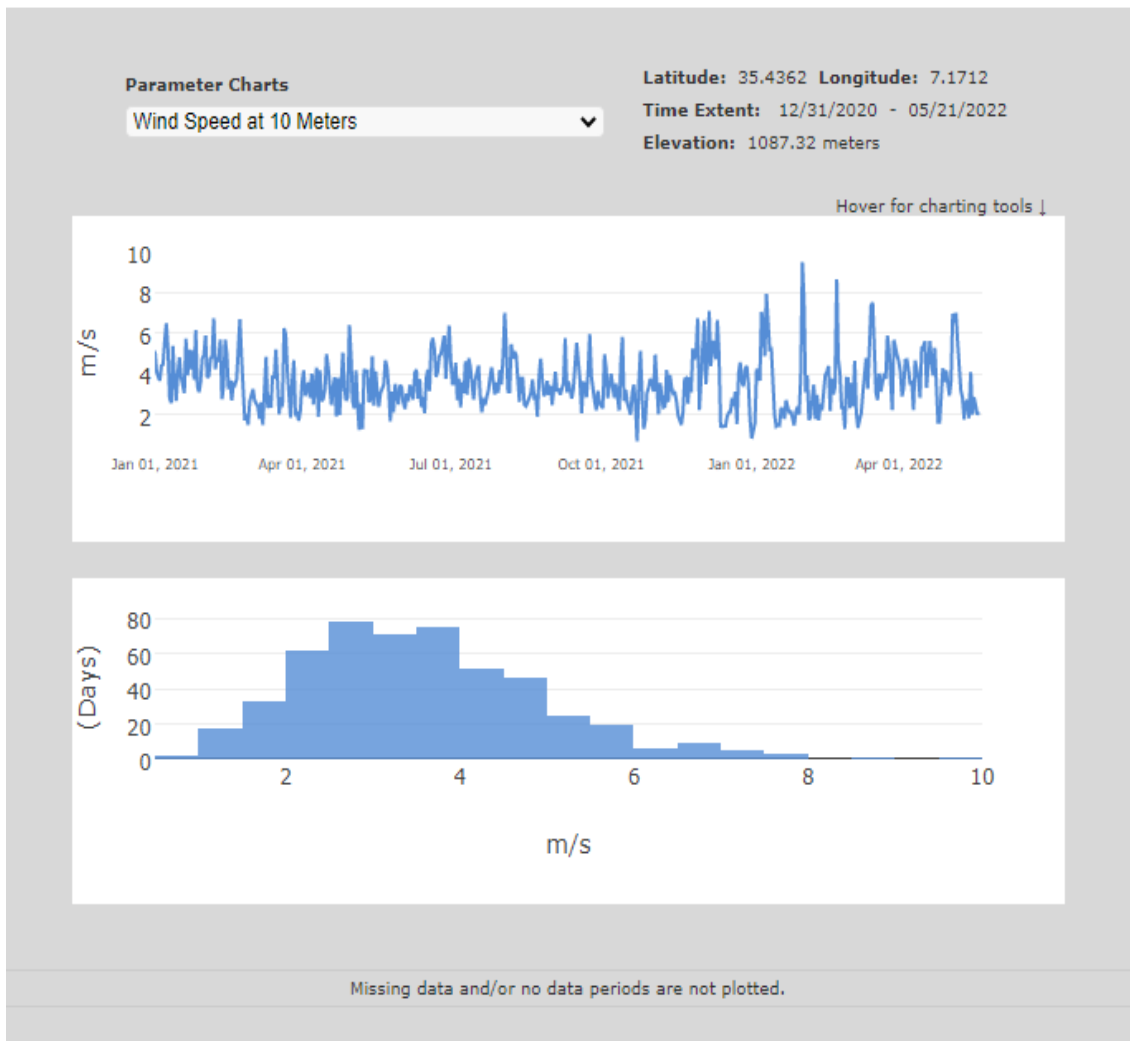 Parameter Charts
Wind Speed at 10 Meters
Latitude: 35.4362 Longitude: 7.1712
Time Extent: 12/31/2020 - 05/21/2022
Elevation: 1087.32 meters
Hover for charting tools ↓
10
8
6
4
2
m/s
Jan 01, 2021 Apr 01, 2021 Jul 01, 2021 Oct 01, 2021 Jan 01, 2022 Apr 01, 2022
80
60
40
20
0
(Days)
2 4 6 8 10
m/s
Missing data and/or no data periods are not plotted.